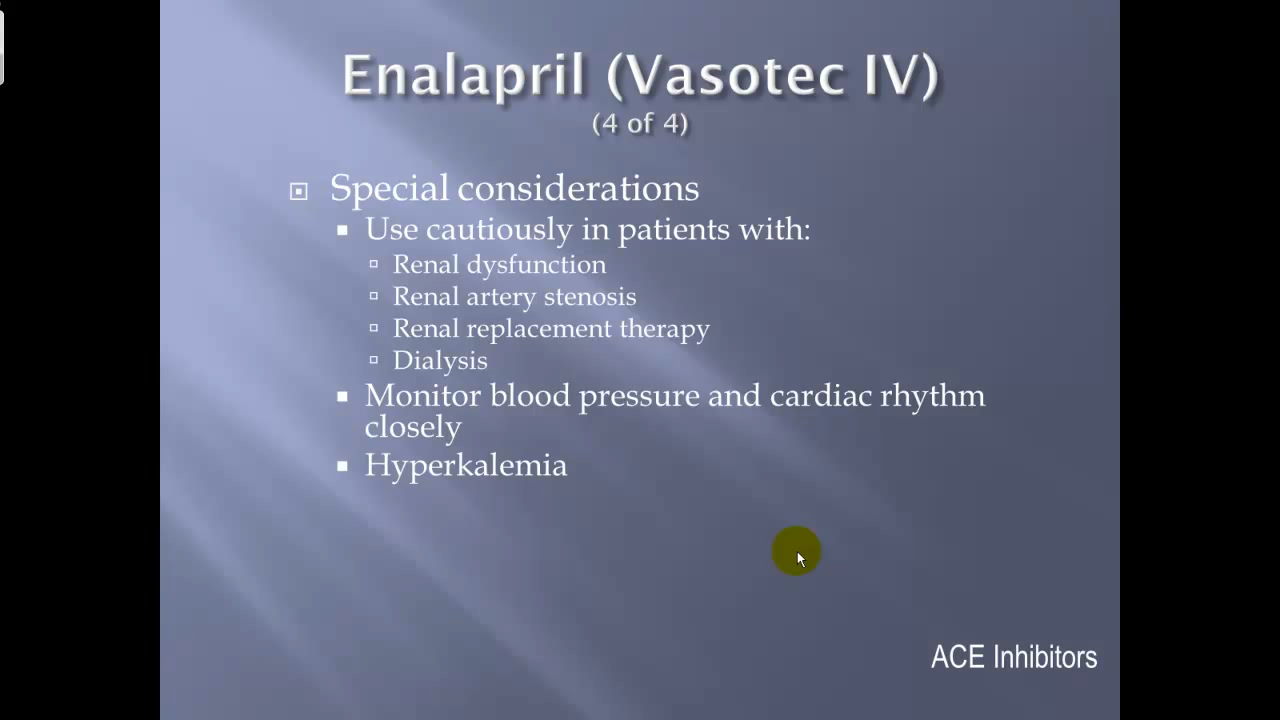 Enalapril (Vasotec IV)
(4 of 4)
Special considerations
Use cautiously in patients with:
Renal dysfunction
Renal artery stenosis
Renal replacement therapy
Dialysis
Monitor blood pressure and cardiac rhythm
closely
Hyperkalemia
ACE Inhibitors